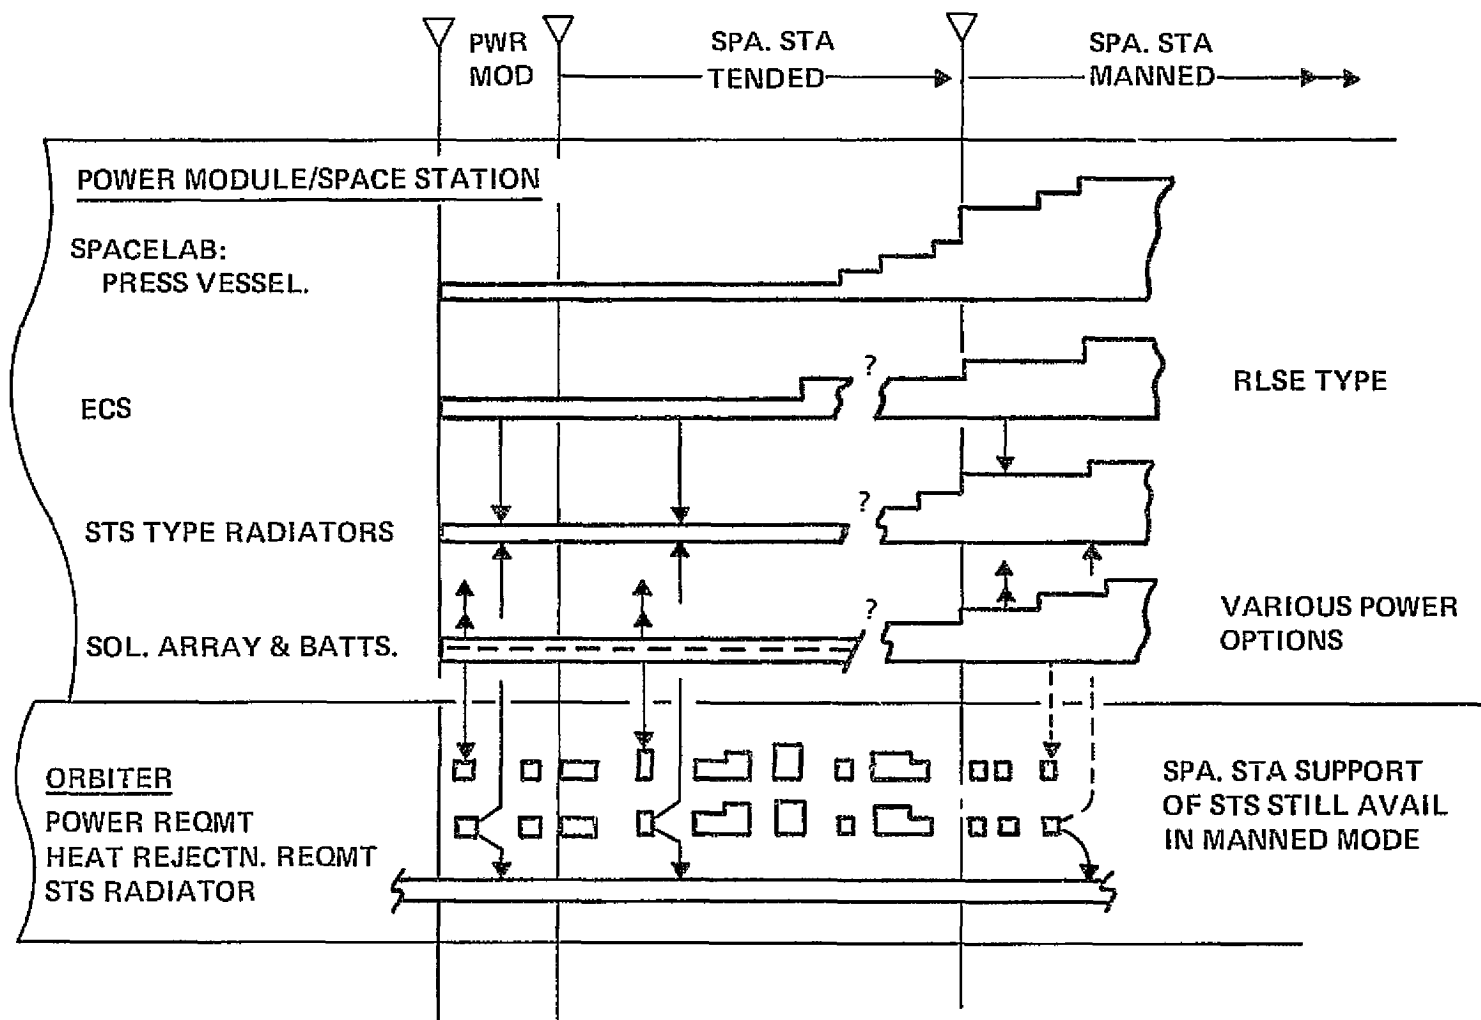 PWR
MOD
SPA. STA
TENDED
SPA. STA
MANNED
POWER MODULE/SPACE STATION
SPACELAB:
PRESS VESSEL.
ECS
?
RLSE TYPE
STS TYPE RADIATORS
?
SOL. ARRAY & BATTS.
?
VARIOUS POWER
OPTIONS
ORBITER
POWER REQMT
HEAT REJECTN. REQMT
STS RADIATOR
SPA. STA SUPPORT
OF STS STILL AVAIL
IN MANNED MODE